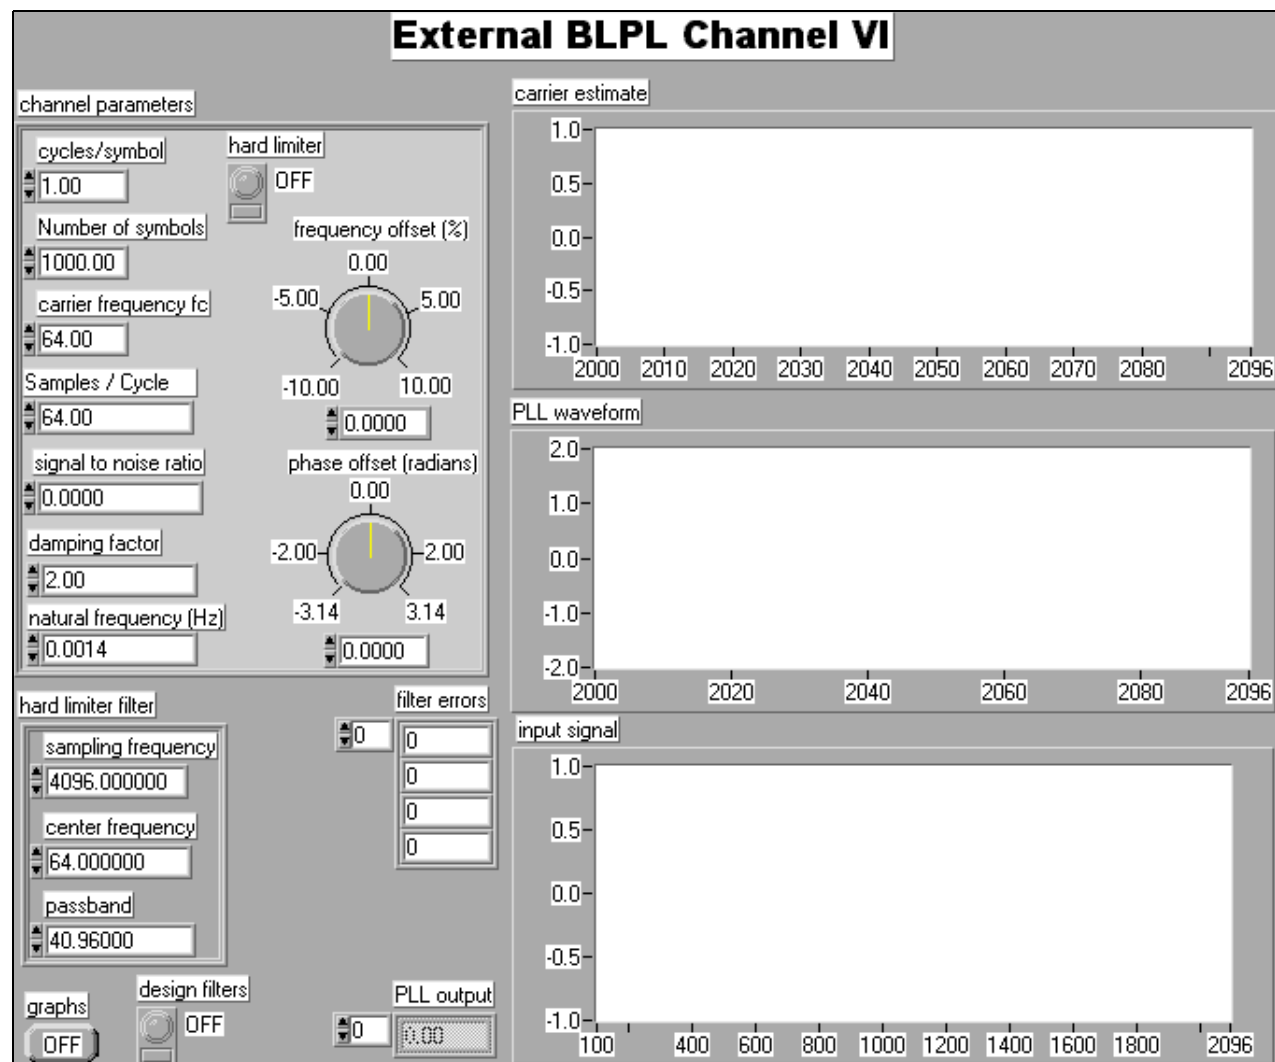 External BLPL Channel VI
channel parameters
cycles/symbol
1.00
hard limiter
OFF
Number of symbols
1000.00
carrier frequency fc
64.00
Samples / Cycle
64.00
signal to noise ratio
0.0000
damping factor
2.00
natural frequency (Hz)
0.0014
frequency offset (%)
0.00
-5.00 5.00
-10.00 10.00
0.0000
phase offset (radians)
0.00
-2.00 2.00
-3.14 3.14
0.0000
hard limiter filter
sampling frequency
4096.000000
center frequency
64.000000
passband
40.96000
filter errors
0 0
0
0
0
graphs
OFF
design filters
OFF
PLL output
0 0.00
carrier estimate
1.0
0.5
0.0
-0.5
-1.0
2000 2010 2020 2030 2040 2050 2060 2070 2080 2096
PLL waveform
2.0
1.0
0.0
-1.0
-2.0
2000 2020 2040 2060 2080 2096
input signal
1.0
0.5
0.0
-0.5
-1.0
100 400 600 800 1000 1200 1400 1600 1800 2096